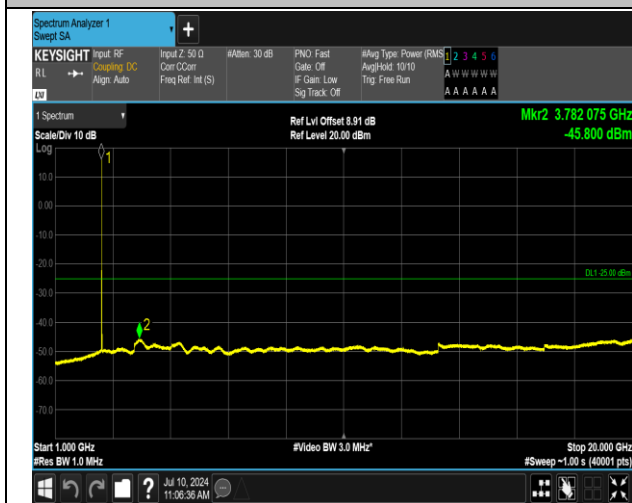 Spectrum Analyzer 1
Swept SA
+
KEYSIGHT
RL
LXI
Input: RF
Coupling: DC
Align: Auto
Input Z: 50 Ω
Corr CCorr
Freq Ref: Int (S)
#Atten: 30 dB
PNO: Fast
Gate: Off
IF Gain: Low
Sig Track: Off
#Avg Type: Power (RMS
Avg|Hold: 10/10
Trig: Free Run
1 2 3 4 5 6
A W W W W W
A A A A A A
1 Spectrum
Scale/Div 10 dB
Log
Ref Lvl Offset 8.91 dB
Ref Level 20.00 dBm
Mkr2 3.782 075 GHz
-45.800 dBm
1
10.0
0.00
-10.0
-20.0
DL1 -25.00 dBm
-30.0
-40.0
2
-50.0
-60.0
-70.0
Start 1.000 GHz
#Res BW 1.0 MHz
#Video BW 3.0 MHz*
Stop 20.000 GHz
#Sweep ~1.00 s (40001 pts)
?
Jul 10, 2024
11:06:36 AM